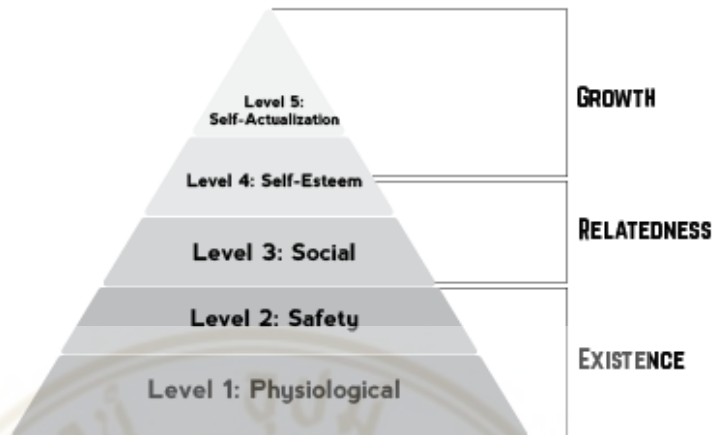 Level 5:
Self-Actualization
GROWTH
Level 4: Self-Esteem
RELATEDNESS
Level 3: Social
Level 2: Safety
EXISTENCE
Level 1: Physiological